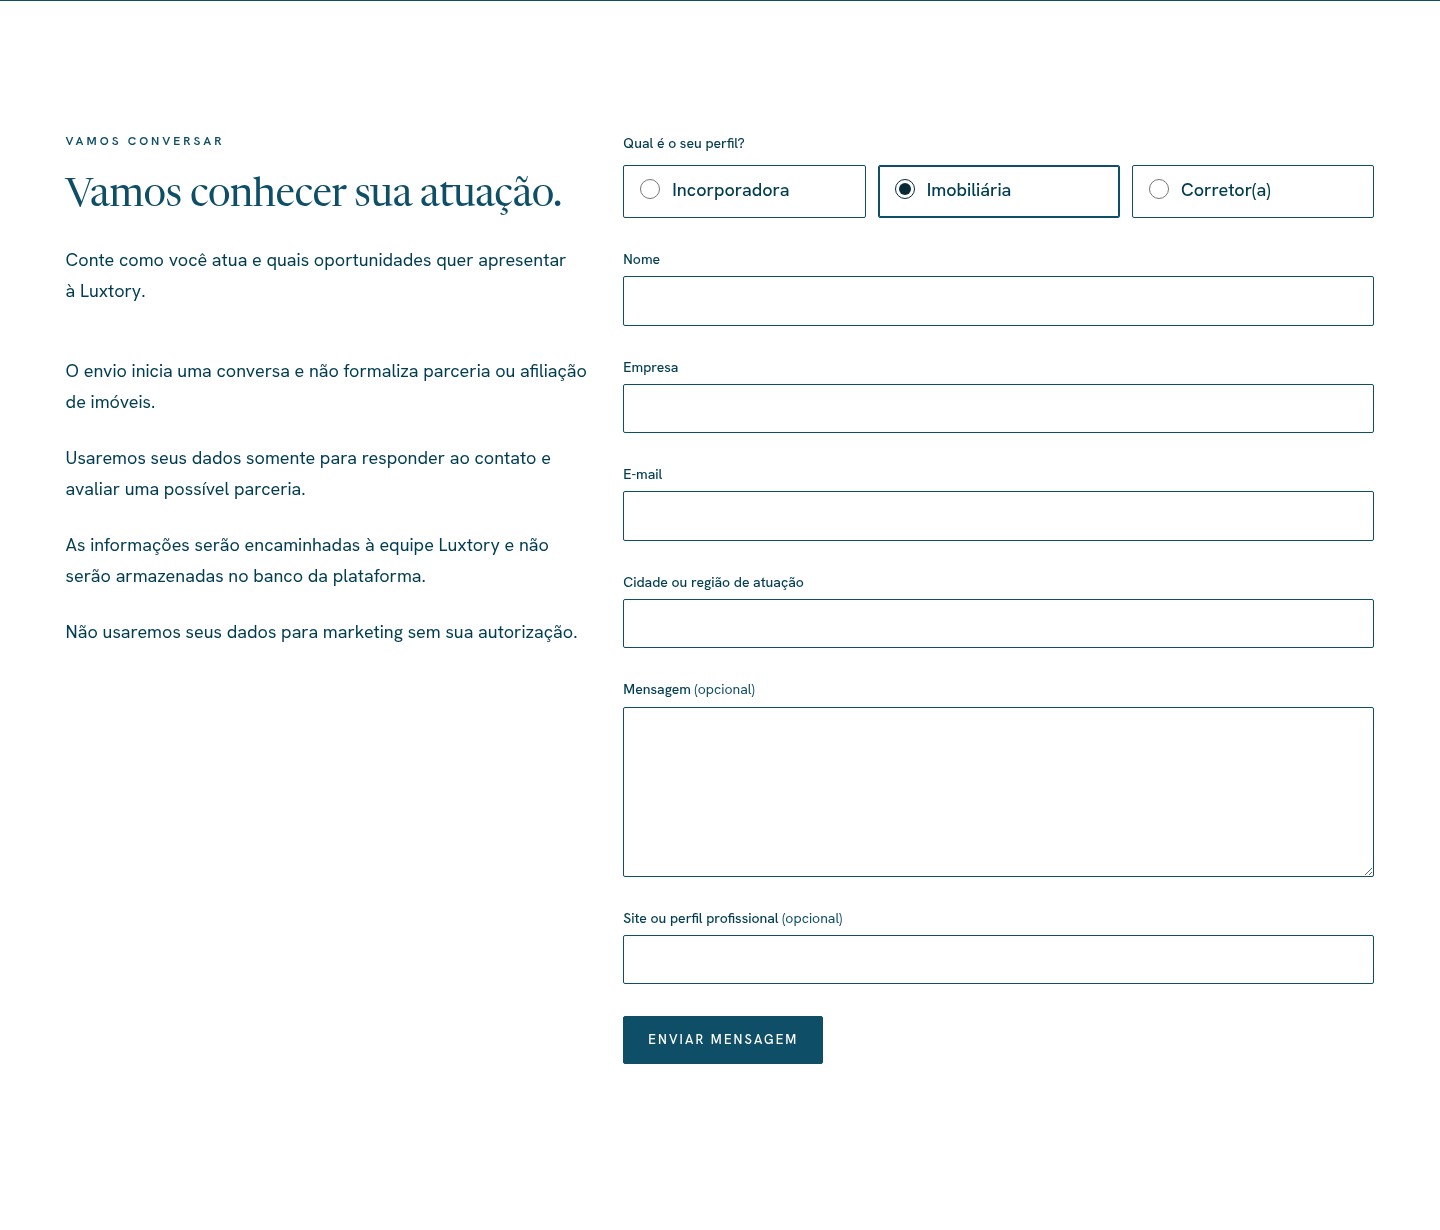 VAMOS CONVERSAR
Vamos conhecer sua atuação.
Conte como você atua e quais oportunidades quer apresentar
à Luxtory.
O envio inicia uma conversa e não formaliza parceria ou afiliação
de imóveis.
Usaremos seus dados somente para responder ao contato e
avaliar uma possível parceria.
As informações serão encaminhadas à equipe Luxtory e não
serão armazenadas no banco da plataforma.
Não usaremos seus dados para marketing sem sua autorização.
Qual é o seu perfil?
Incorporadora
Imobiliária
Corretor(a)
Nome
Empresa
E-mail
Cidade ou região de atuação
Mensagem (opcional)
Site ou perfil profissional (opcional)
ENVIAR MENSAGEM